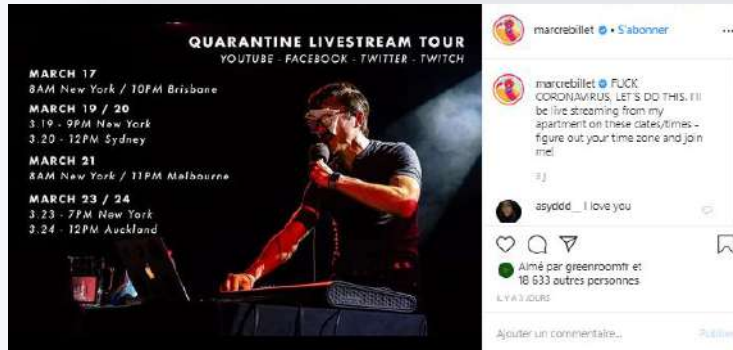 QUARANTINE LIVESTREAM TOUR
YOUTUBE - FACEBOOK - TWITTER - TWITCH
MARCH 17
8AM New York / 10PM Brisbane
MARCH 19 / 20
3.19 - 9PM New York
3.20 - 12PM Sydney
MARCH 21
8AM New York / 11PM Melbourne
MARCH 23 / 24
3.23 - 7PM New York
3.24 - 12PM Auckland
marcrebillet • S'abonner
marcrebillet FUCK
CORONAVIRUS, LET'S DO THIS. I'll
be live streaming from my
apartment on these dates/times -
figure out your time zone and join
me!
3 j
asyddd__ I love you
Aimé par greenroomfr et
18 633 autres personnes
IL Y A 3 JOURS
Ajouter un commentaire...
Publier